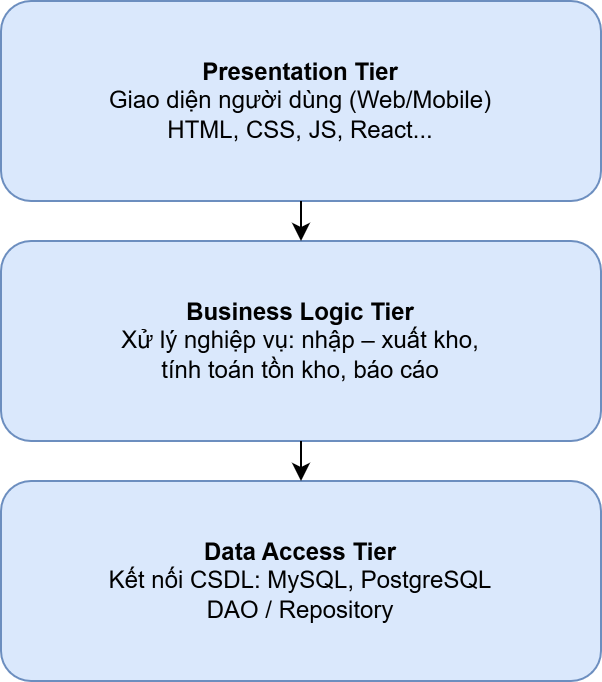 Presentation Tier
Giao diện người dùng (Web/Mobile)
HTML, CSS, JS, React...
Business Logic Tier
Xử lý nghiệp vụ: nhập – xuất kho,
tính toán tồn kho, báo cáo
Data Access Tier
Kết nối CSDL: MySQL, PostgreSQL
DAO / Repository